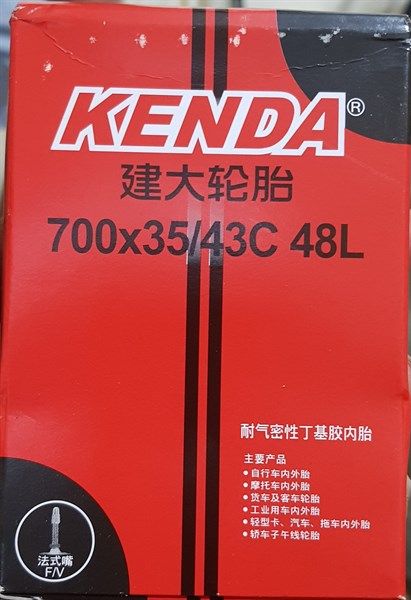 KENDA®
建大轮胎
700x35/43C 48L
耐气密性丁基胶内胎
主要产品
• 自行车内外胎
• 摩托车内外胎
• 货车及客车轮胎
• 工业用车内外胎
• 轻型卡、汽车、拖车内外胎
• 轿车子午线轮胎
法式嘴
F/V